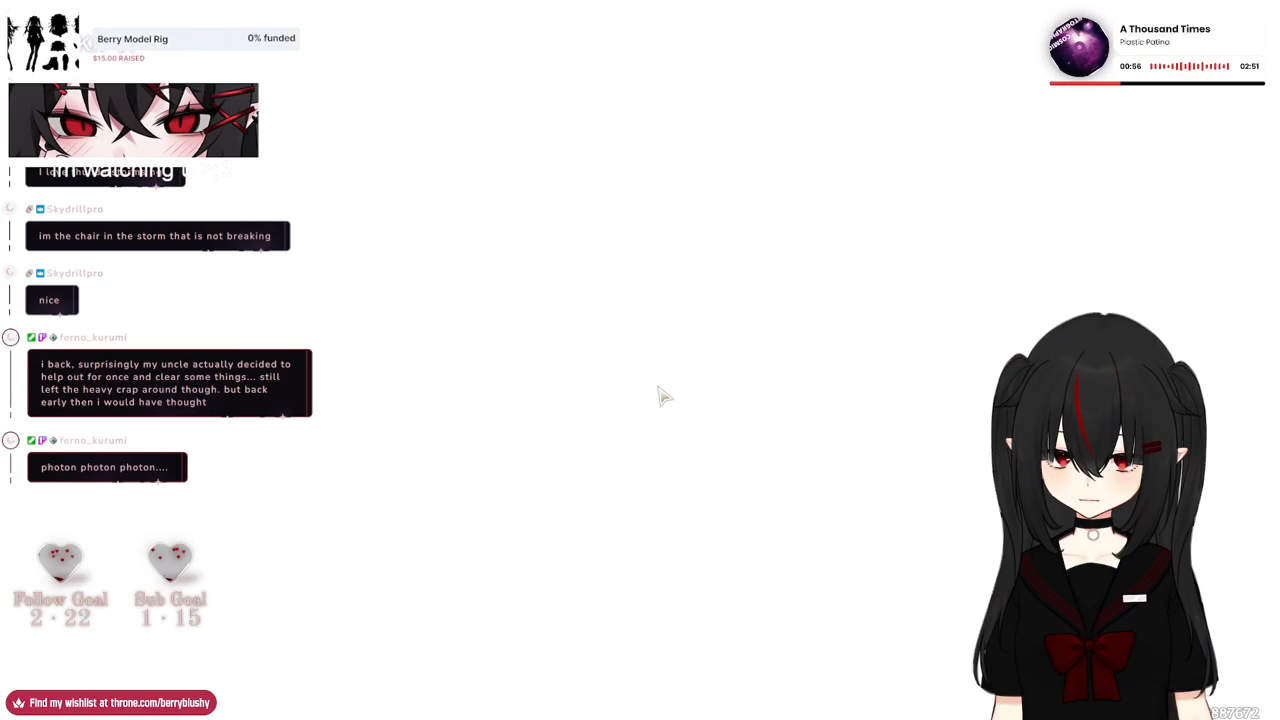 Berry Model Rig
0% funded
$15.00 RAISED
A Thousand Times
Plastic Patina
00:56
02:51
im watching u
Skydrillpro
im the chair in the storm that is not breaking
Skydrillpro
nice
ferno_kurumi
i back, surprisingly my uncle actually decided to
help out for once and clear some things... still
left the heavy crap around though. but back
early then i would have thought
ferno_kurumi
photon photon photon....
Follow Goal
2 · 22
Sub Goal
1 · 15
Find my wishlist at throne.com/berryblushy
887672